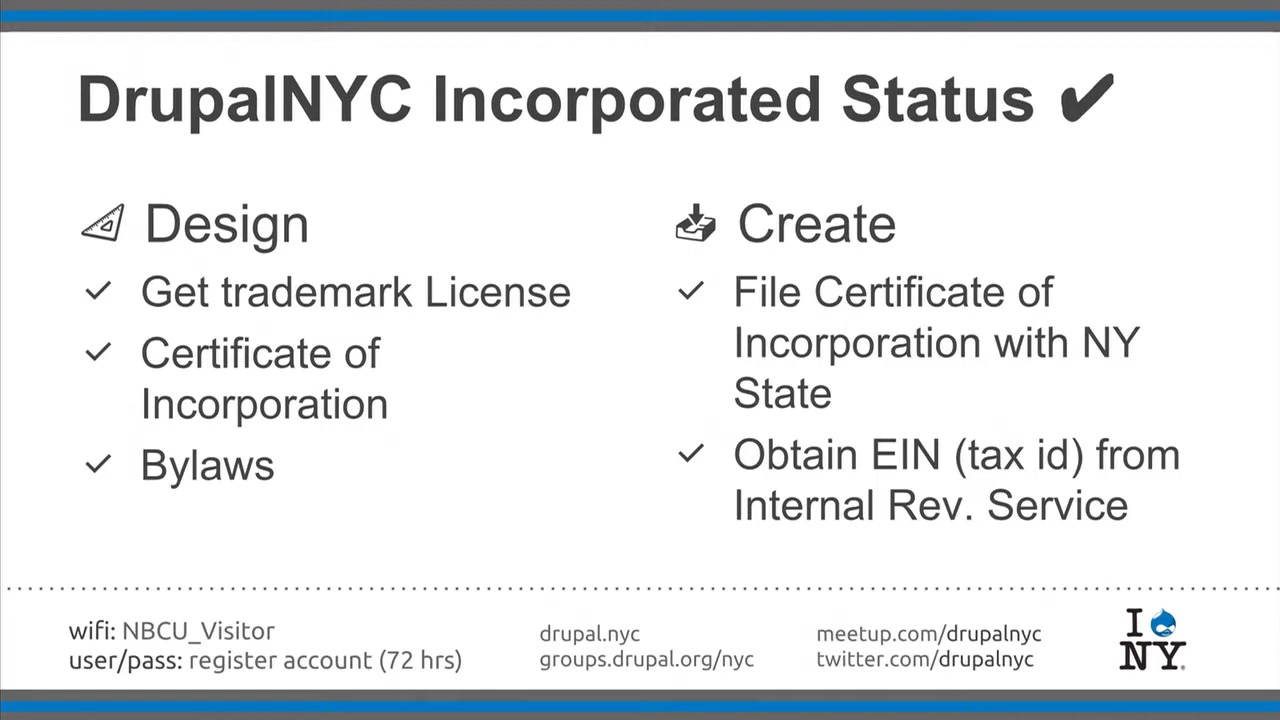 DrupalNYC Incorporated Status ✔
Design
✓ Get trademark License
✓ Certificate of
Incorporation
✓ Bylaws
Create
✓ File Certificate of
Incorporation with NY
State
✓ Obtain EIN (tax id) from
Internal Rev. Service
wifi: NBCU_Visitor
user/pass: register account (72 hrs)
drupal.nyc
groups.drupal.org/nyc
meetup.com/drupalnyc
twitter.com/drupalnyc
I
NY